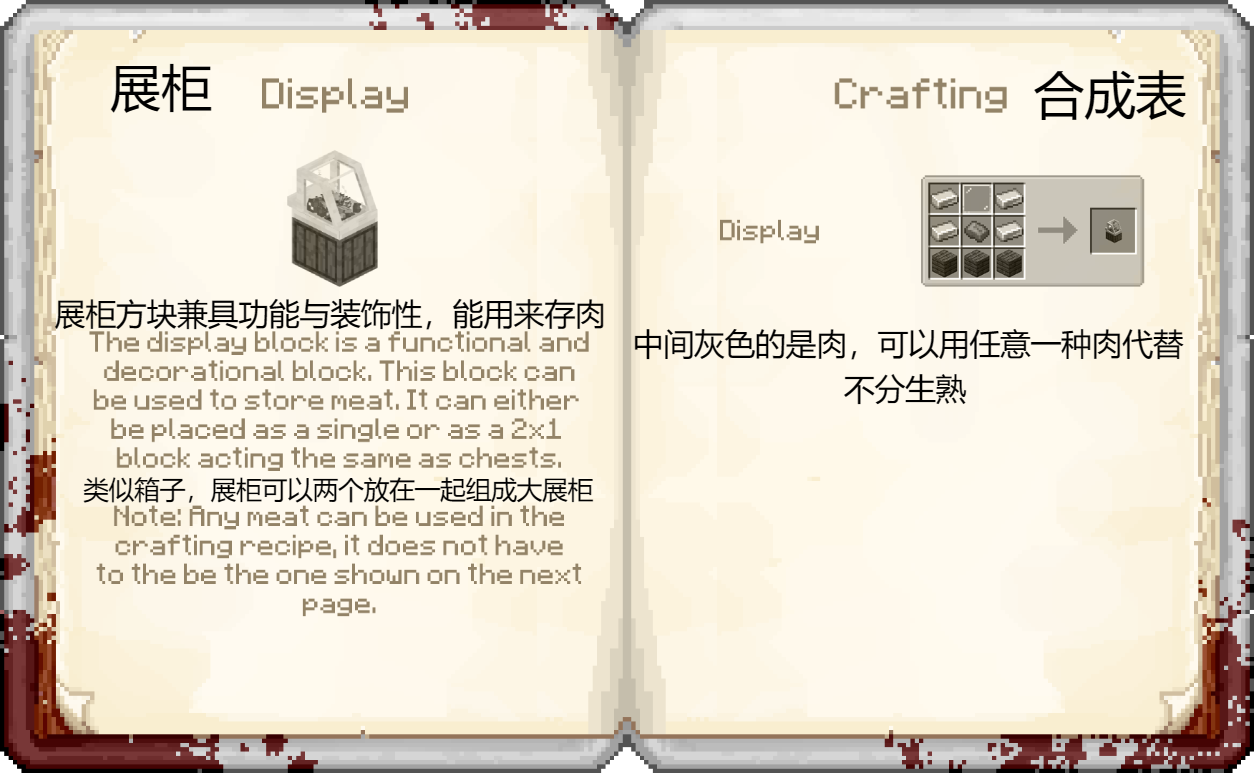 展柜 Display
展柜方块兼具功能与装饰性，能用来存肉
The display block is a functional and
decorational block. This block can
be used to store meat. It can either
be placed as a single or as a 2x1
block acting the same as chests.
类似箱子，展柜可以两个放在一起组成大展柜
Note: Any meat can be used in the
crafting recipe, it does not have
to the be the one shown on the next
page.
Crafting 合成表
Display
中间灰色的是肉，可以用任意一种肉代替
不分生熟